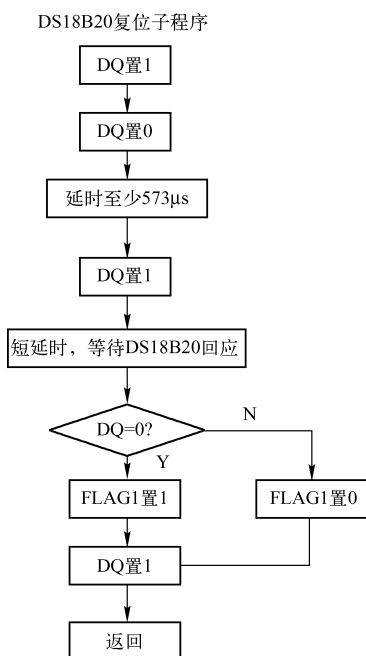 DS18B20复位子程序
DQ置1
DQ置0
延时至少573μs
DQ置1
短延时，等待DS18B20回应
DQ=0?
N
Y
FLAG1置1
FLAG1置0
DQ置1
返回